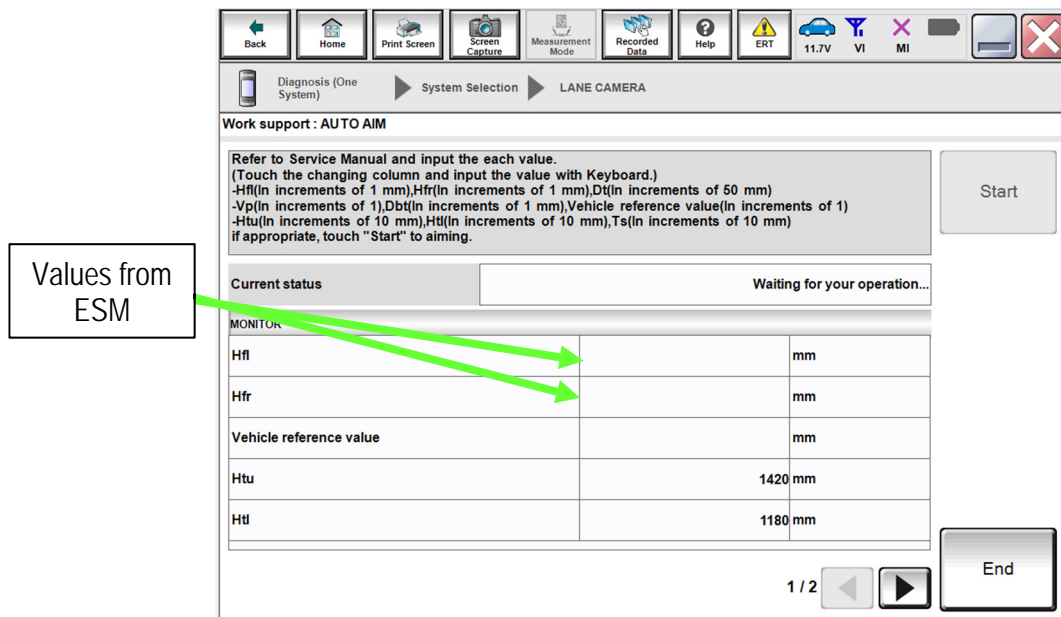 Back
Home
Print Screen
Screen
Capture
Measurement
Mode
Recorded
Data
Help
ERT
11.7V
VI
MI
Diagnosis (One
System)
System Selection
LANE CAMERA
Work support : AUTO AIM
Refer to Service Manual and input the each value.
(Touch the changing column and input the value with Keyboard.)
-Hfl(In increments of 1 mm),Hfr(In increments of 1 mm),Dt(In increments of 50 mm)
-Vp(In increments of 1),Dbt(In increments of 1 mm),Vehicle reference value(In increments of 1)
-Htu(In increments of 10 mm),Htl(In increments of 10 mm),Ts(In increments of 10 mm)
if appropriate, touch "Start" to aiming.
Start
Values from
ESM
Current status
Waiting for your operation...
MONITOR
Hfl mm
Hfr mm
Vehicle reference value mm
Htu 1420 mm
Htl 1180 mm
1 / 2
End